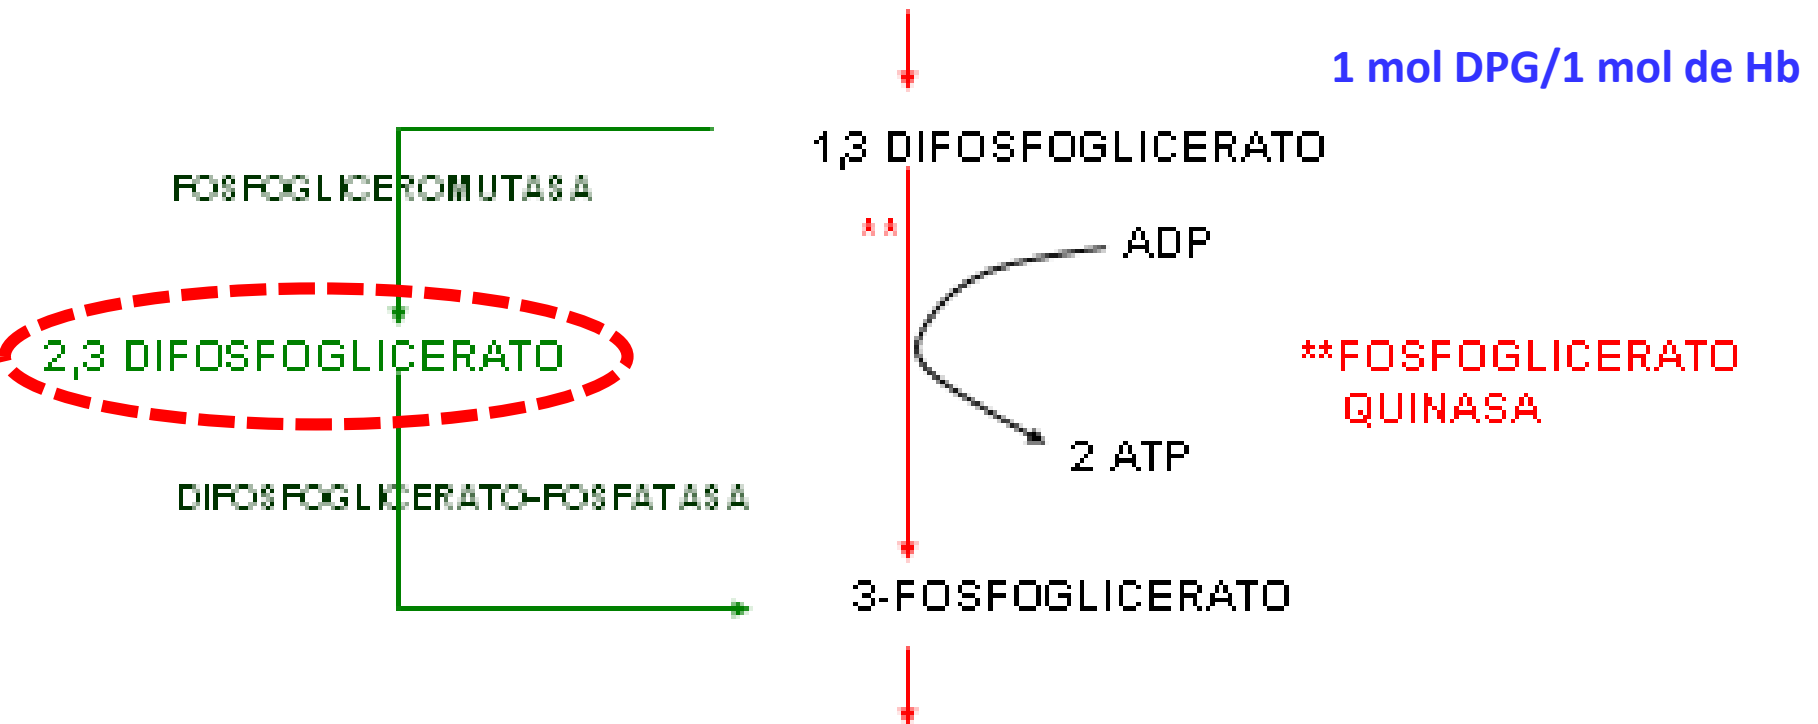 1 mol DPG/1 mol de Hb
1,3 DIFOSFOGLICERATO
FOSFOGLICEROMUTASA
**
ADP
2,3 DIFOSFOGLICERATO
**FOSFOGLICERATO
QUINASA
2 ATP
DIFOSFOGLICERATO-FOSFATASA
3-FOSFOGLICERATO